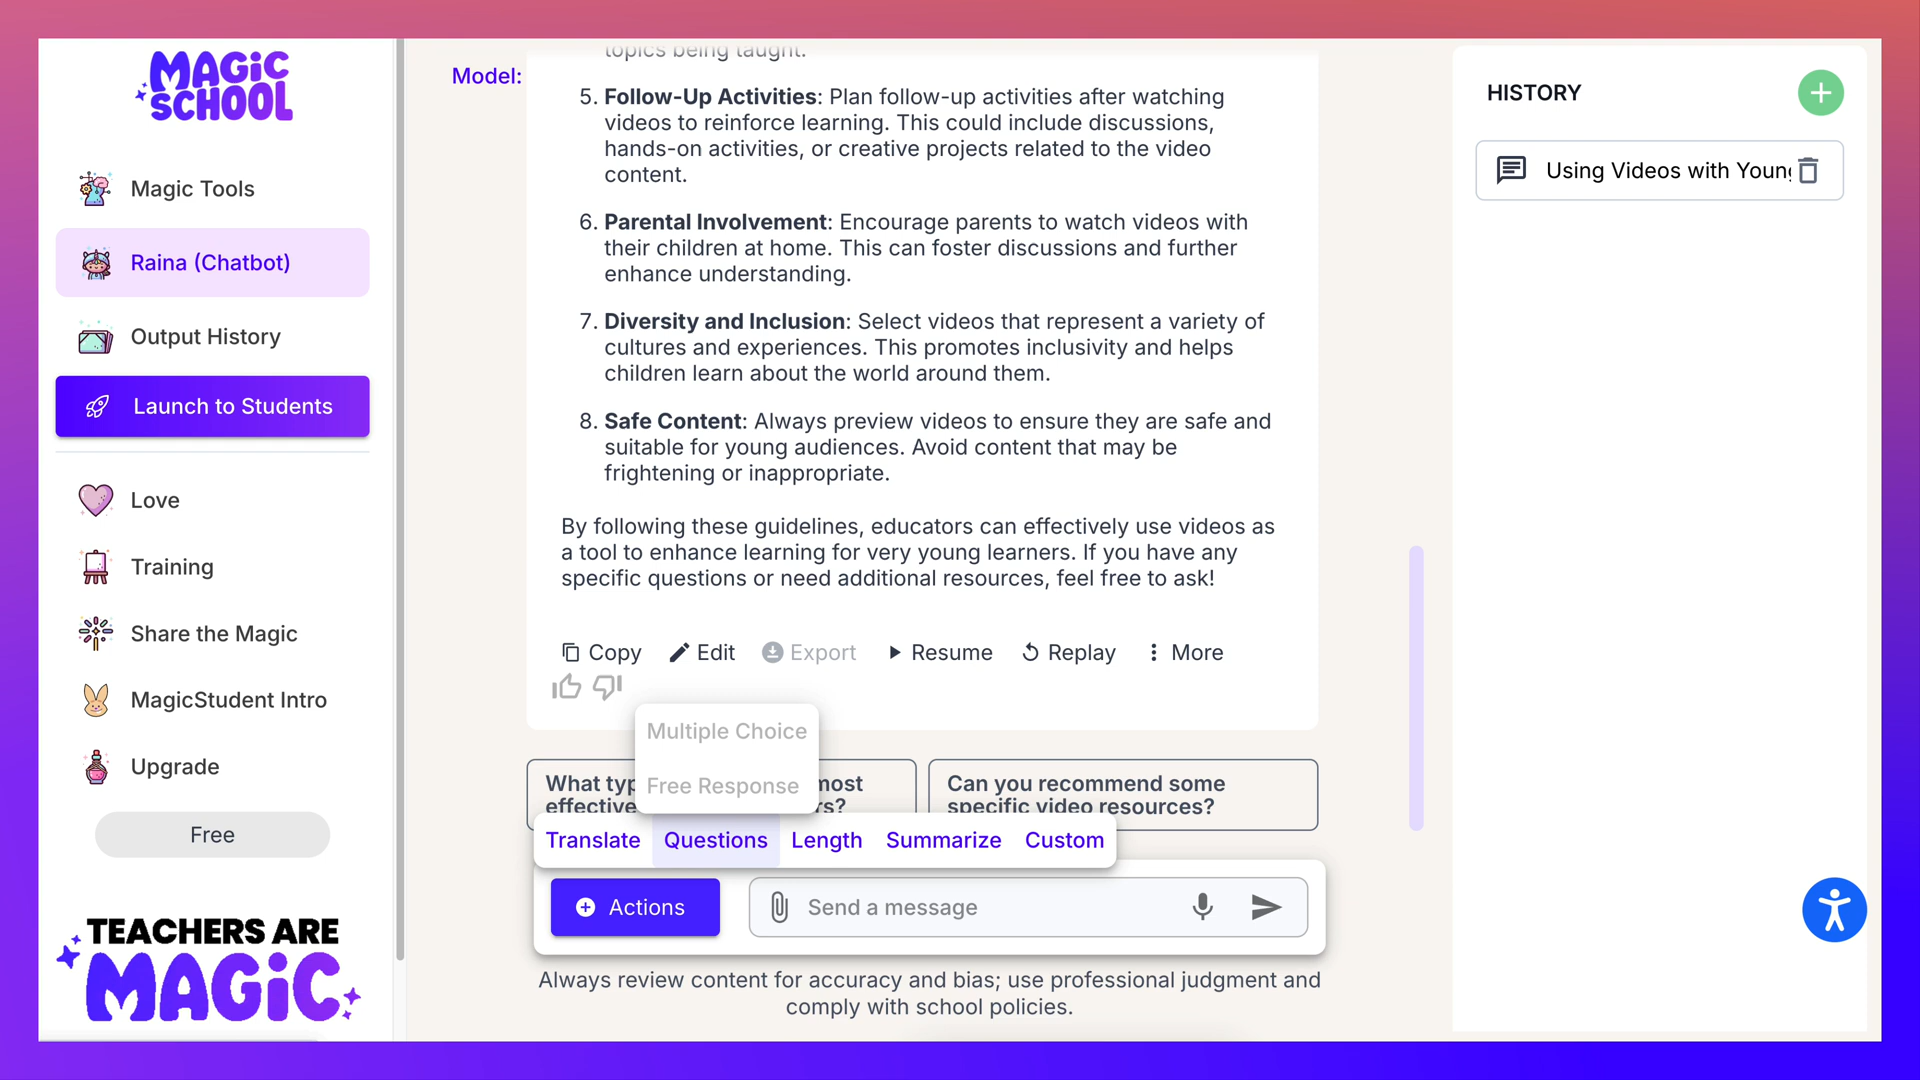 MAGIC
SCHOOL
Magic Tools
Raina (Chatbot)
Output History
Launch to Students
Love
Training
Share the Magic
MagicStudent Intro
Upgrade
Free
TEACHERS ARE
MAGIC
Model:
topics being taught.
5. Follow-Up Activities: Plan follow-up activities after watching
videos to reinforce learning. This could include discussions,
hands-on activities, or creative projects related to the video
content.
6. Parental Involvement: Encourage parents to watch videos with
their children at home. This can foster discussions and further
enhance understanding.
7. Diversity and Inclusion: Select videos that represent a variety of
cultures and experiences. This promotes inclusivity and helps
children learn about the world around them.
8. Safe Content: Always preview videos to ensure they are safe and
suitable for young audiences. Avoid content that may be
frightening or inappropriate.
By following these guidelines, educators can effectively use videos as
a tool to enhance learning for very young learners. If you have any
specific questions or need additional resources, feel free to ask!
Copy Edit Export Resume Replay More
Multiple Choice
Free Response
What typ most
effective rs?
Can you recommend some
specific video resources?
Translate Questions Length Summarize Custom
Actions
Send a message
Always review content for accuracy and bias; use professional judgment and
comply with school policies.
HISTORY
Using Videos with Young